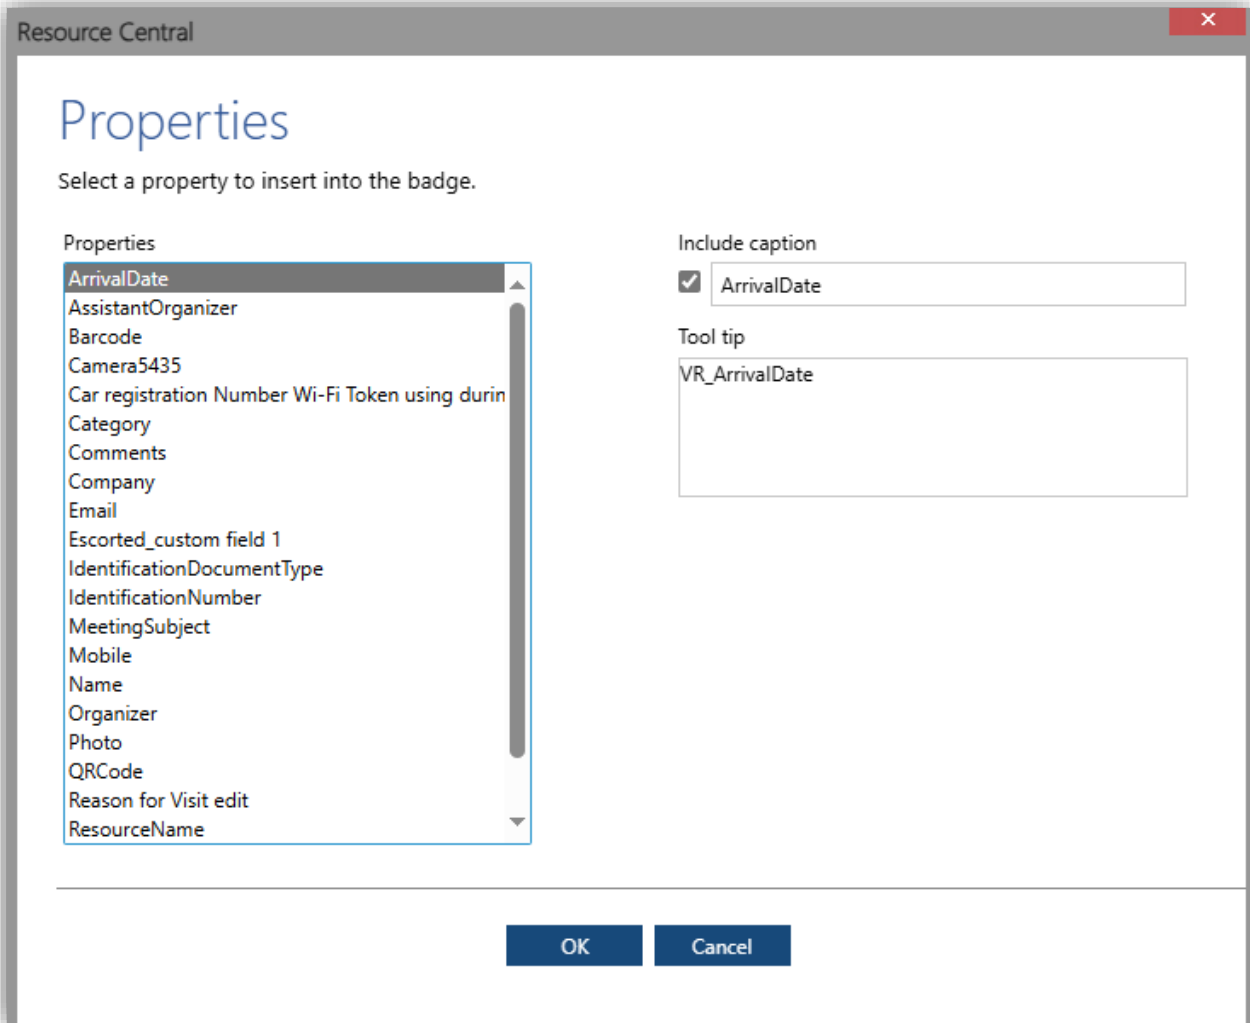 Resource Central
Properties
Select a property to insert into the badge.
Properties
ArrivalDate
AssistantOrganizer
Barcode
Camera5435
Car registration Number Wi-Fi Token using durin
Category
Comments
Company
Email
Escorted_custom field 1
IdentificationDocumentType
IdentificationNumber
MeetingSubject
Mobile
Name
Organizer
Photo
QRCode
Reason for Visit edit
ResourceName
Include caption
ArrivalDate
Tool tip
VR_ArrivalDate
OK
Cancel